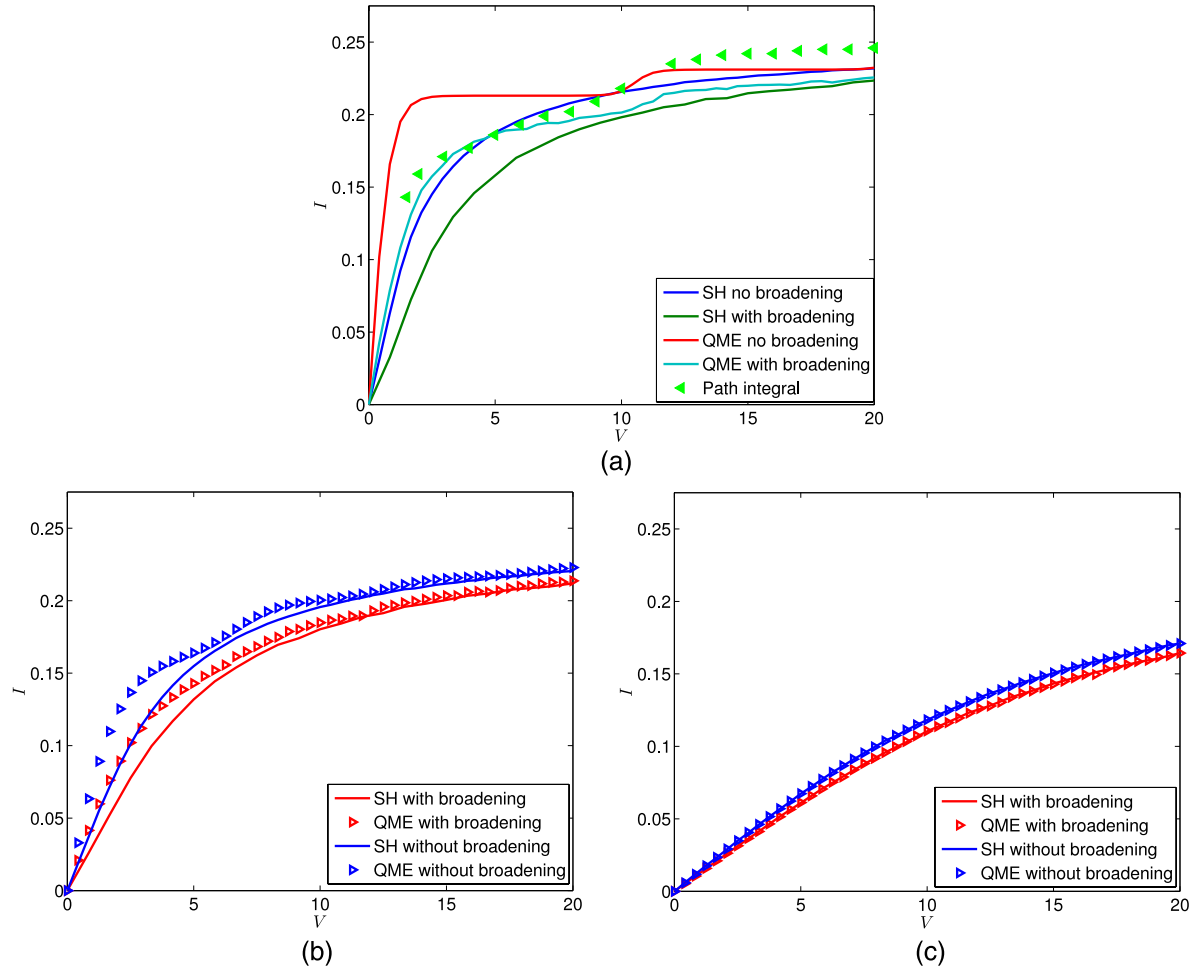 0.25
0.2
0.15
0.1
0.05
0
I
0 5 10 15 20
V
SH no broadening
SH with broadening
QME no broadening
QME with broadening
Path integral
(a)
0.25
0.2
0.15
0.1
0.05
0
I
0 5 10 15 20
V
SH with broadening
QME with broadening
SH without broadening
QME without broadening
(b)
0.25
0.2
0.15
0.1
0.05
0
I
0 5 10 15 20
V
SH with broadening
QME with broadening
SH without broadening
QME without broadening
(c)